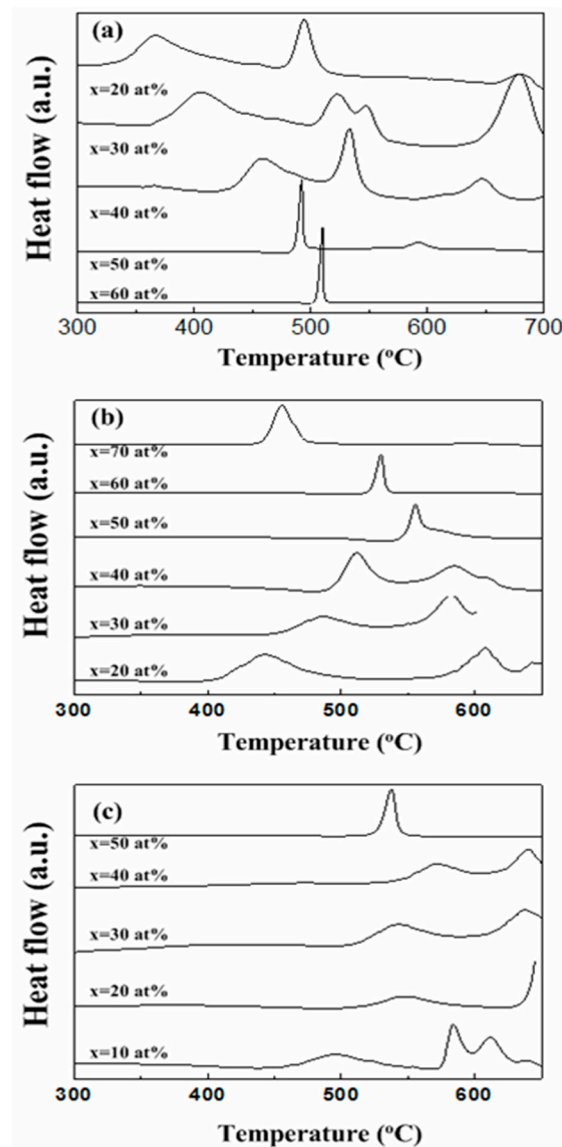 (a)
x=20 at%
x=30 at%
x=40 at%
x=50 at%
x=60 at%
Heat flow (a.u.)
300 400 500 600 700
Temperature (°C)
(b)
x=70 at%
x=60 at%
x=50 at%
x=40 at%
x=30 at%
x=20 at%
Heat flow (a.u.)
300 400 500 600
Temperature (°C)
(c)
x=50 at%
x=40 at%
x=30 at%
x=20 at%
x=10 at%
Heat flow (a.u.)
300 400 500 600
Temperature (°C)